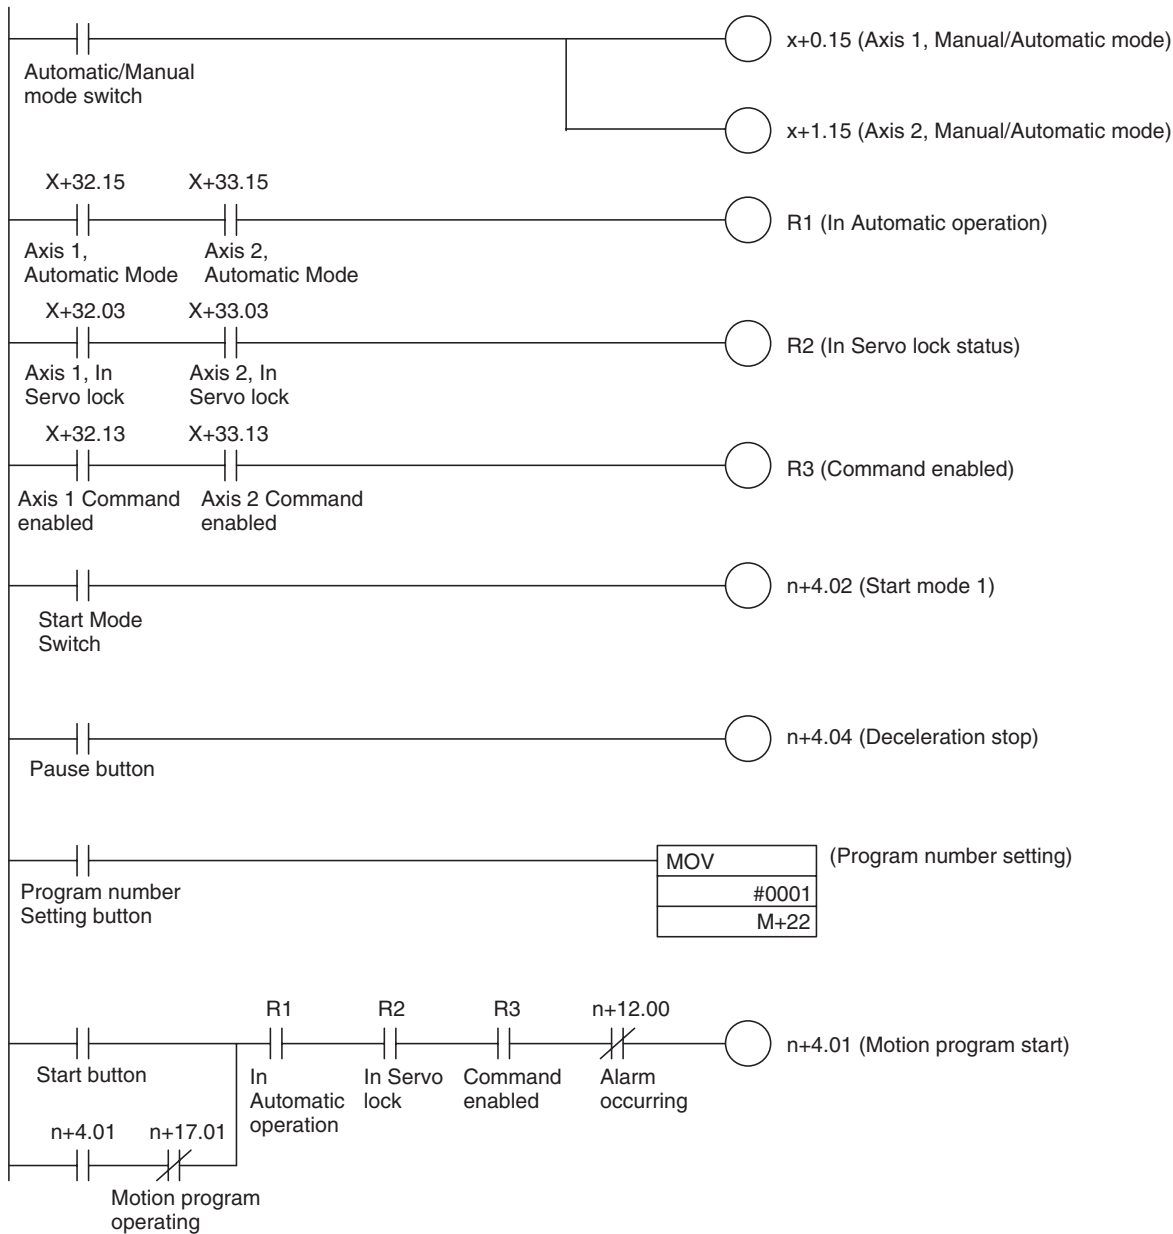 x+0.15 (Axis 1, Manual/Automatic mode)
Automatic/Manual
mode switch
x+1.15 (Axis 2, Manual/Automatic mode)
X+32.15 X+33.15
R1 (In Automatic operation)
Axis 1, Axis 2,
Automatic Mode Automatic Mode
X+32.03 X+33.03
R2 (In Servo lock status)
Axis 1, In Axis 2, In
Servo lock Servo lock
X+32.13 X+33.13
R3 (Command enabled)
Axis 1 Command Axis 2 Command
enabled enabled
n+4.02 (Start mode 1)
Start Mode
Switch
n+4.04 (Deceleration stop)
Pause button
MOV (Program number setting)
Program number #0001
Setting button M+22
R1 R2 R3 n+12.00
n+4.01 (Motion program start)
Start button In In Servo Command Alarm
Automatic lock enabled occurring
operation
n+4.01 n+17.01
Motion program
operating